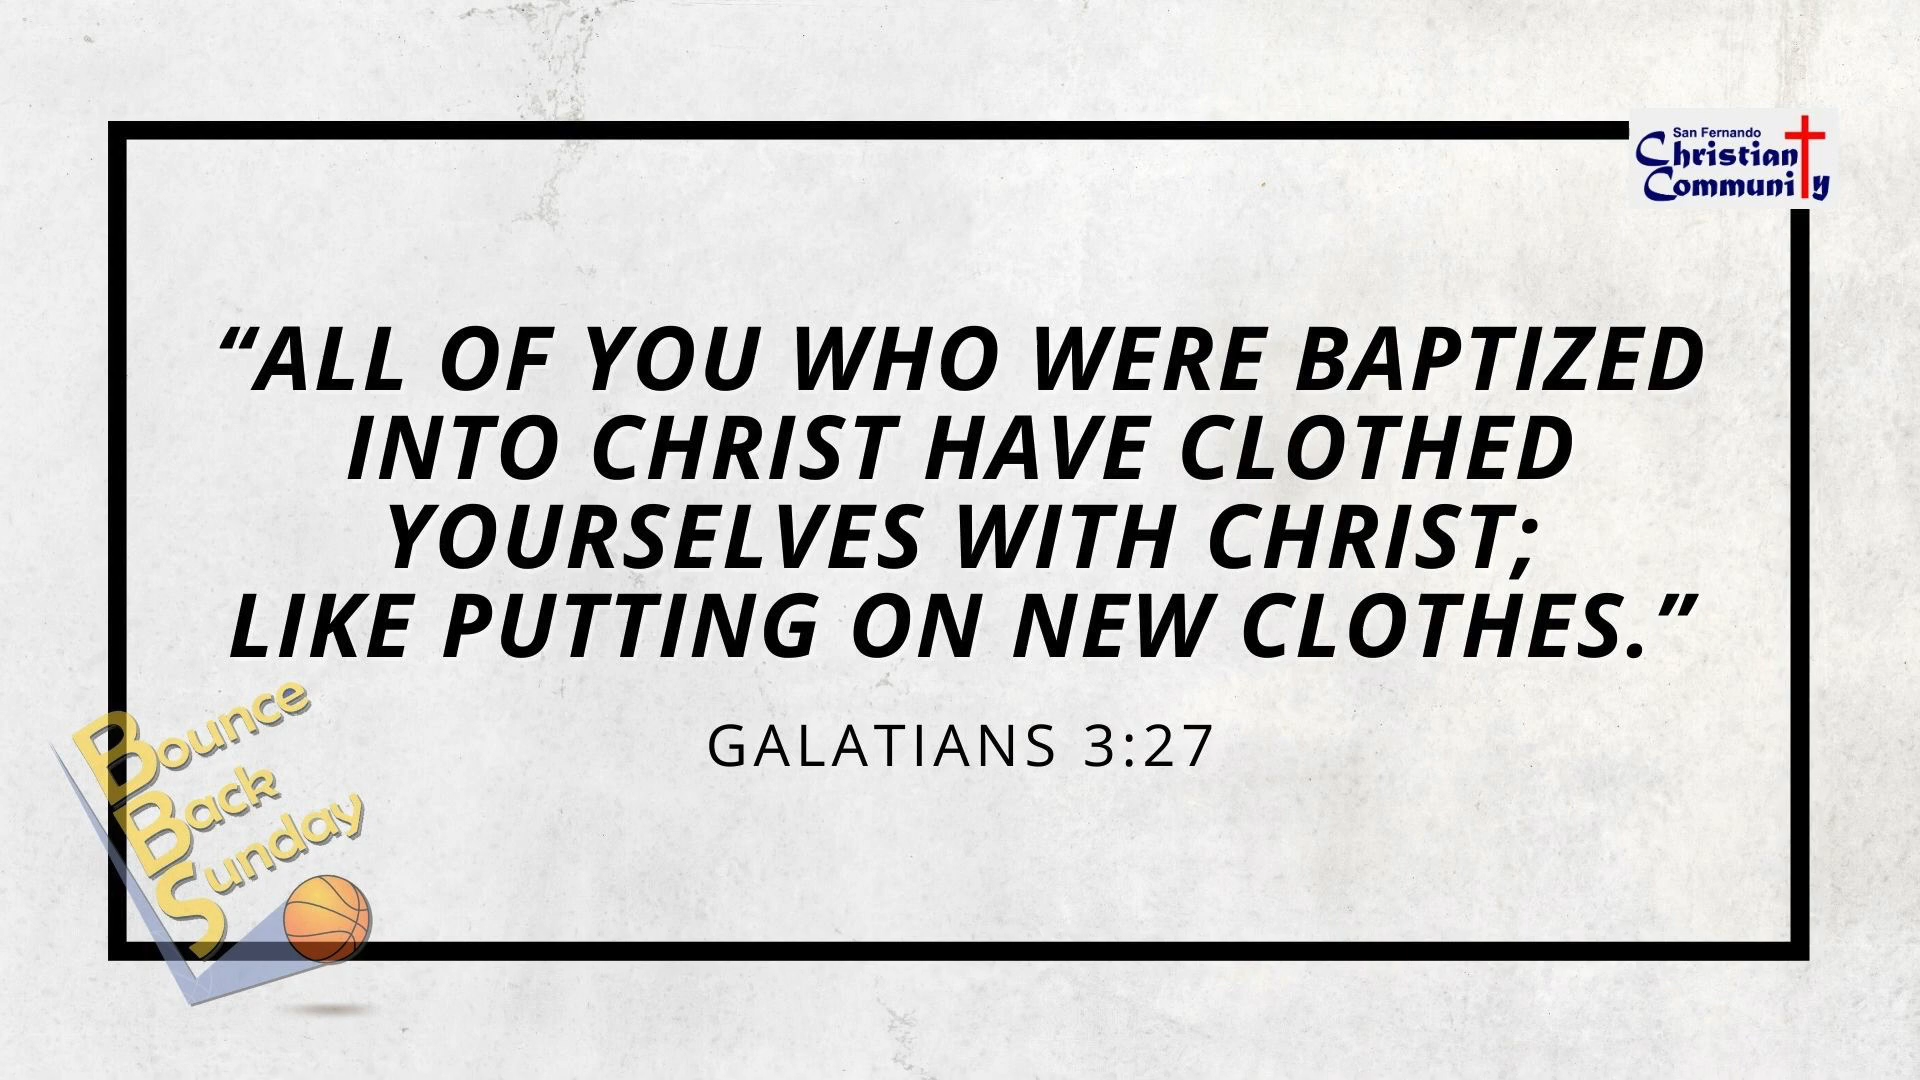 San Fernando
Christian
Community
“ALL OF YOU WHO WERE BAPTIZED
INTO CHRIST HAVE CLOTHED
YOURSELVES WITH CHRIST;
LIKE PUTTING ON NEW CLOTHES.”
GALATIANS 3:27
Bounce
Back
Sunday